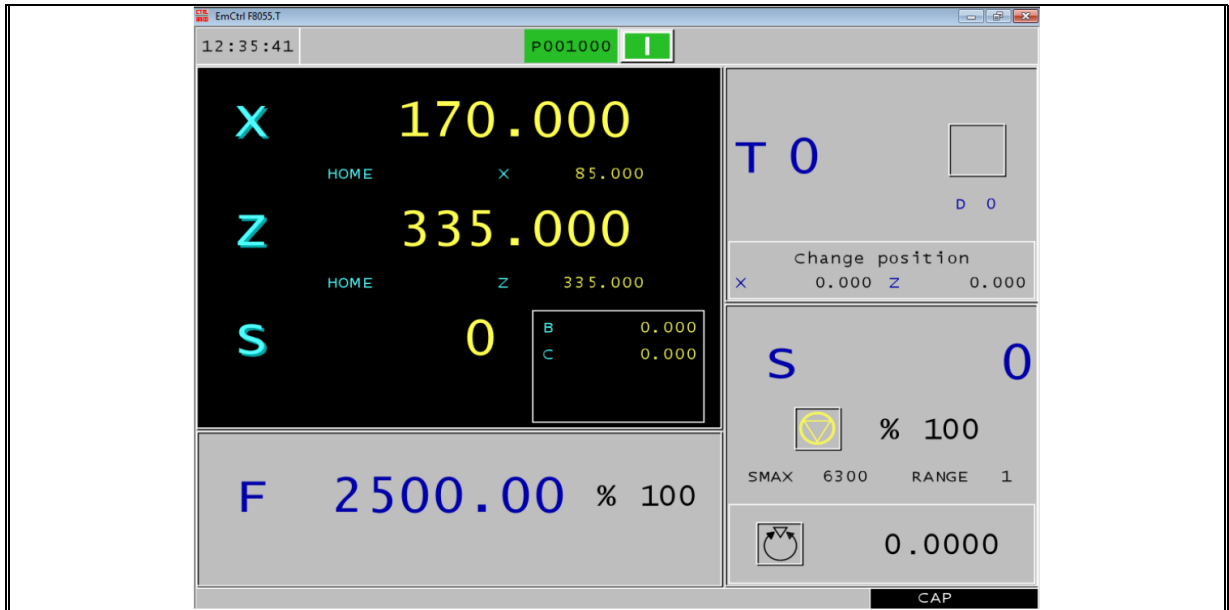 CTRL EmCtrl F8055.T
12:35:41 P001000 I
X 170.000
HOME X 85.000
Z 335.000
HOME Z 335.000
S 0
B 0.000
C 0.000
F 2500.00 % 100
T 0
D 0
Change position
X 0.000 Z 0.000
S 0
% 100
SMAX 6300 RANGE 1
0.0000
CAP